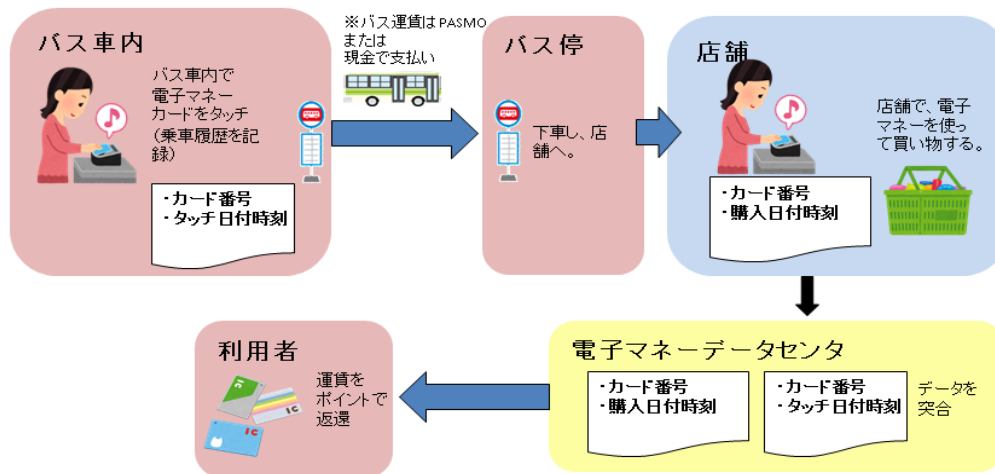 バス車内
バス車内で
電子マネー
カードをタッチ
(乗車履歴を記
録)
・カード番号
・タッチ日付時刻
※バス運賃はPASMO
または
現金で支払い
バス停
下車し、店
舗へ。
店舗
店舗で、電子
マネーを使っ
て買い物する。
・カード番号
・購入日付時刻
電子マネーデータセンタ
・カード番号
・購入日付時刻
・カード番号
・タッチ日付時刻
データを
突合
利用者
運賃を
ポイントで
返還
IC
IC